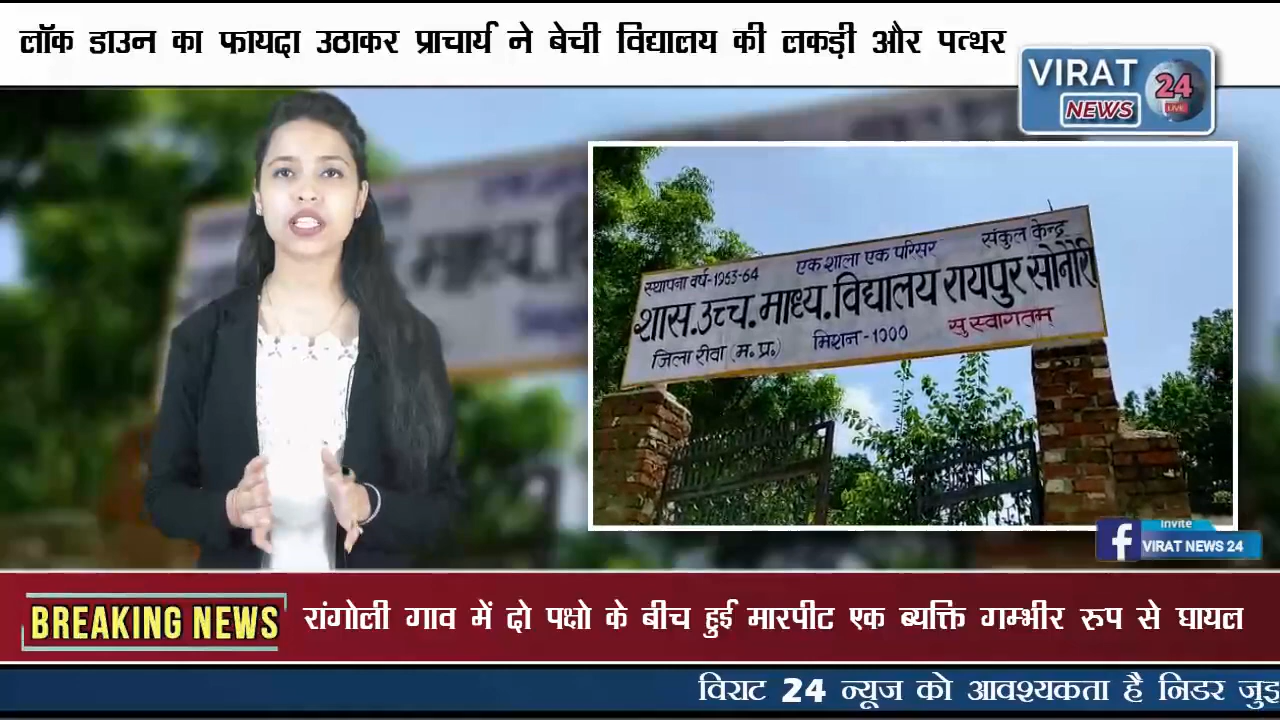 लॉक डाउन का फायदा उठाकर प्राचार्य ने बेची विद्यालय की लकड़ी और पत्थर
VIRAT
24
NEWS
LIVE
स्थापना वर्ष-1963-64 एक शाला एक परिसर संकुल केन्द्र
शास.उच्च.माध्य.विद्यालय रायपुर सोनौरी
जिला रीवा (म.प्र.) मिशन-1000 सुस्वागतम्
Invite
f VIRAT NEWS 24
BREAKING NEWS रांगोली गाव में दो पक्षो के बीच हुई मारपीट एक ब्यक्ति गम्भीर रुप से घायल
विराट 24 न्यूज को आवश्यकता है निडर जुइ